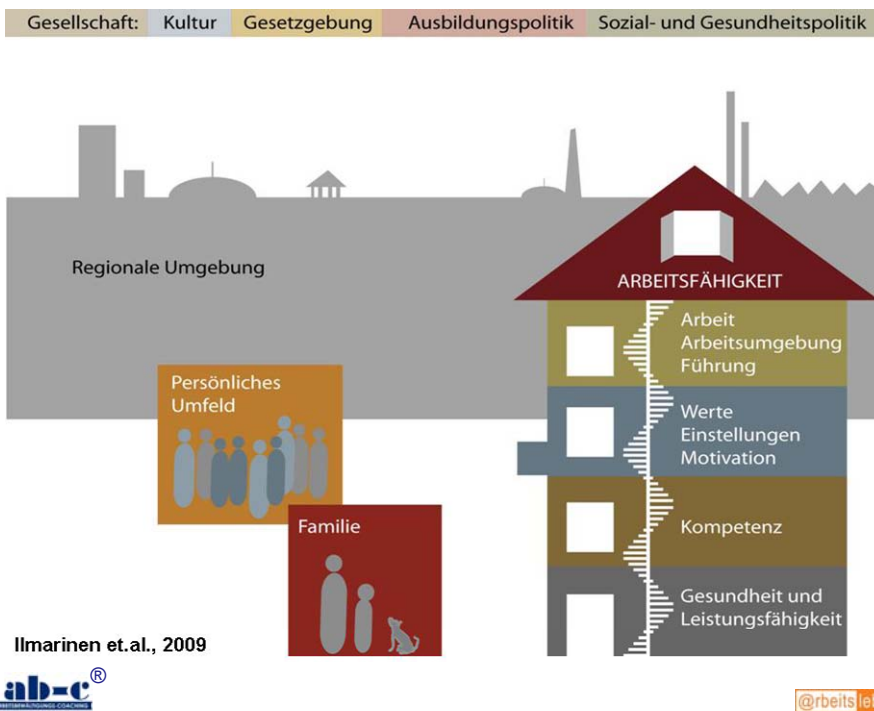 Gesellschaft: Kultur Gesetzgebung Ausbildungspolitik Sozial- und Gesundheitspolitik
Regionale Umgebung
ARBEITSFÄHIGKEIT
Arbeit
Arbeitsumgebung
Führung
Persönliches
Umfeld
Werte
Einstellungen
Motivation
Familie
Kompetenz
Gesundheit und
Leistungsfähigkeit
Ilmarinen et.al., 2009
ab-c®
@rbeits